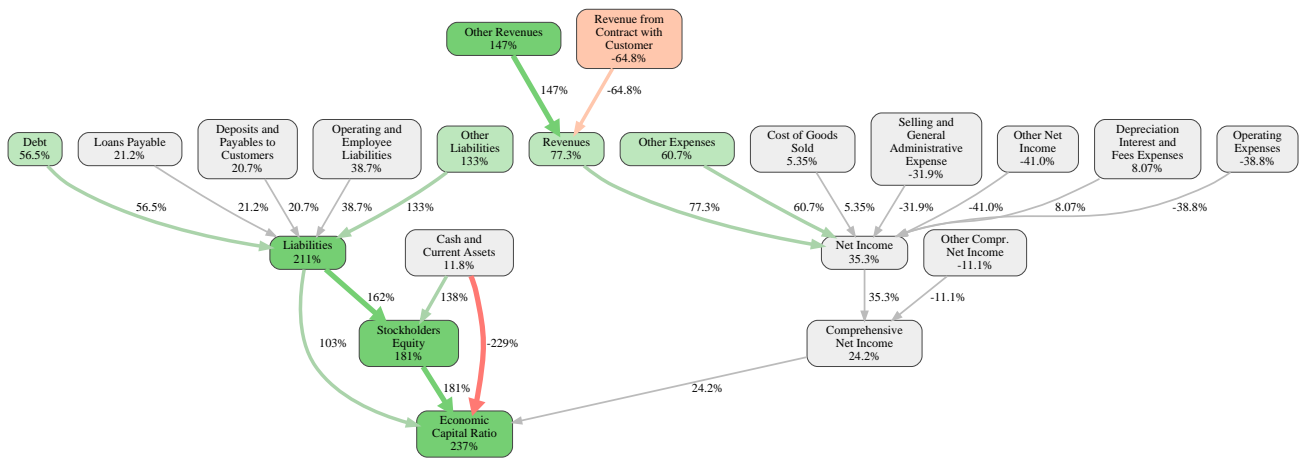 Other Revenues
147%
Revenue from
Contract with
Customer
-64.8%
147%
-64.8%
Debt
56.5%
Loans Payable
21.2%
Deposits and
Payables to
Customers
20.7%
Operating and
Employee
Liabilities
38.7%
Other
Liabilities
133%
Revenues
77.3%
Other Expenses
60.7%
Cost of Goods
Sold
5.35%
Selling and
General
Administrative
Expense
-31.9%
Other Net
Income
-41.0%
Depreciation
Interest and
Fees Expenses
8.07%
Operating
Expenses
-38.8%
56.5%
21.2%
20.7%
38.7%
133%
77.3%
60.7%
5.35%
-31.9%
-41.0%
8.07%
-38.8%
Liabilities
211%
Cash and
Current Assets
11.8%
Net Income
35.3%
Other Compr.
Net Income
-11.1%
162%
138%
35.3%
-11.1%
103%
Stockholders
Equity
181%
-229%
Comprehensive
Net Income
24.2%
181%
24.2%
Economic
Capital Ratio
237%